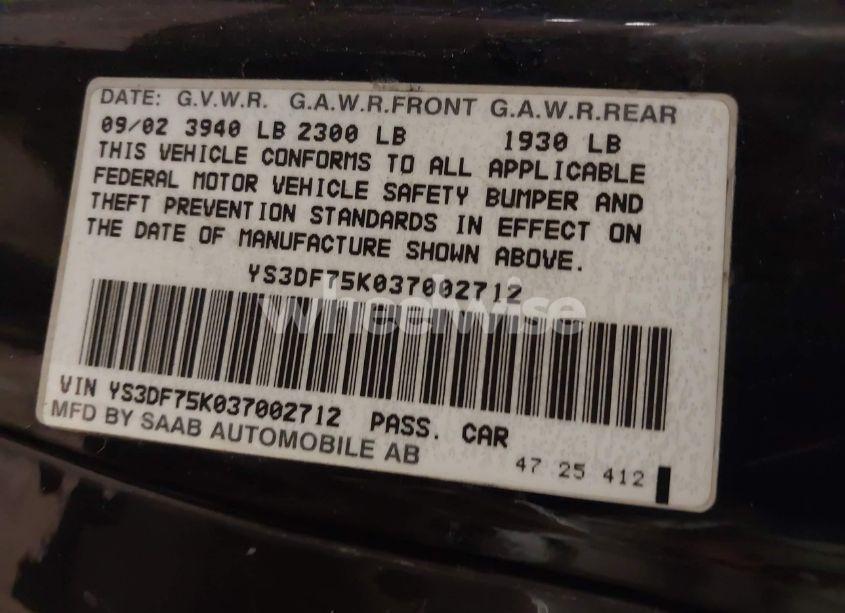 DATE: G.V.W.R. G.A.W.R.FRONT G.A.W.R.REAR
09/02 3940 LB 2300 LB 1930 LB
THIS VEHICLE CONFORMS TO ALL APPLICABLE
FEDERAL MOTOR VEHICLE SAFETY BUMPER AND
THEFT PREVENTION STANDARDS IN EFFECT ON
THE DATE OF MANUFACTURE SHOWN ABOVE.
YS3DF75K037002712
wheelwise
VIN YS3DF75K037002712 PASS. CAR
MFD BY SAAB AUTOMOBILE AB
47 25 412